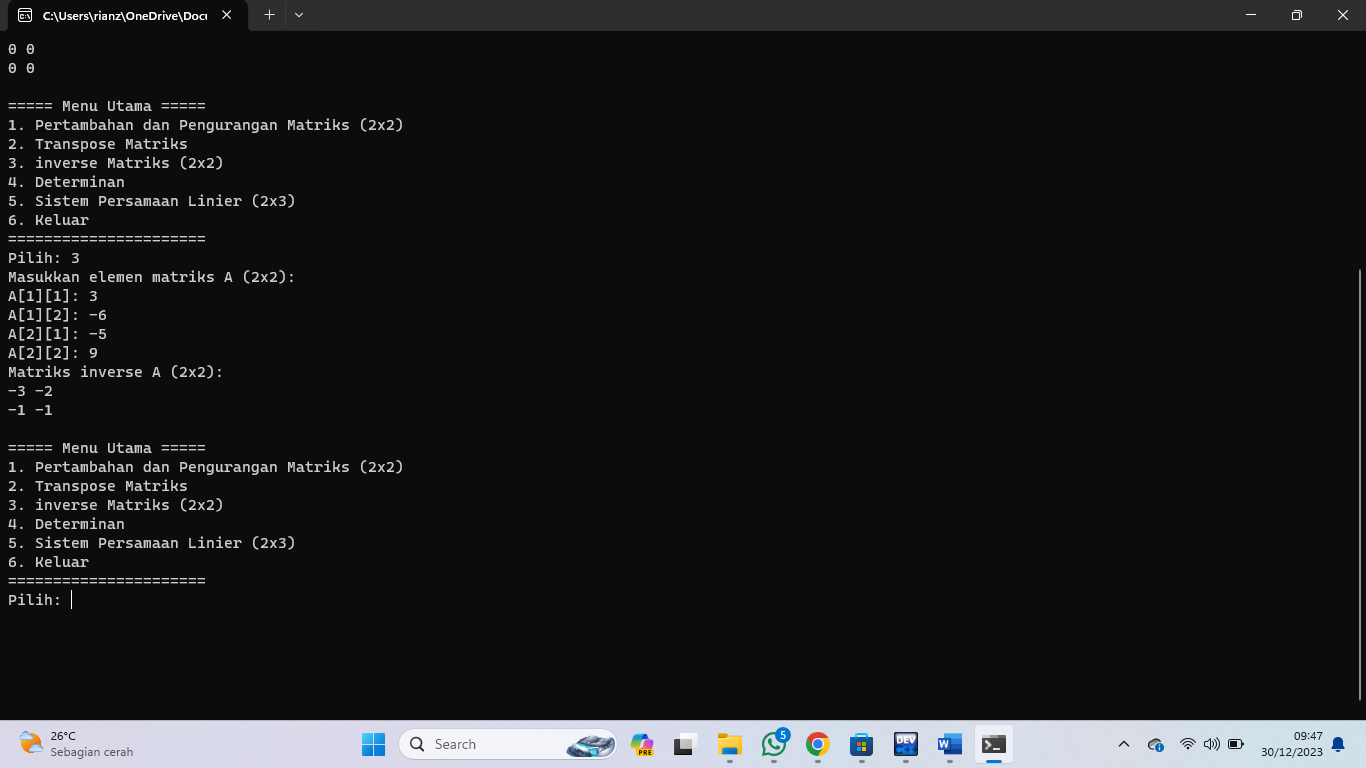 C:\Users\rianz\OneDrive\Docu
0 0
0 0
===== Menu Utama =====
1. Pertambahan dan Pengurangan Matriks (2x2)
2. Transpose Matriks
3. inverse Matriks (2x2)
4. Determinan
5. Sistem Persamaan Linier (2x3)
6. Keluar
======================
Pilih: 3
Masukkan elemen matriks A (2x2):
A[1][1]: 3
A[1][2]: -6
A[2][1]: -5
A[2][2]: 9
Matriks inverse A (2x2):
-3 -2
-1 -1
===== Menu Utama =====
1. Pertambahan dan Pengurangan Matriks (2x2)
2. Transpose Matriks
3. inverse Matriks (2x2)
4. Determinan
5. Sistem Persamaan Linier (2x3)
6. Keluar
======================
Pilih:
26°C
Sebagian cerah
Search
PRE
5
DEV
W
09:47
30/12/2023